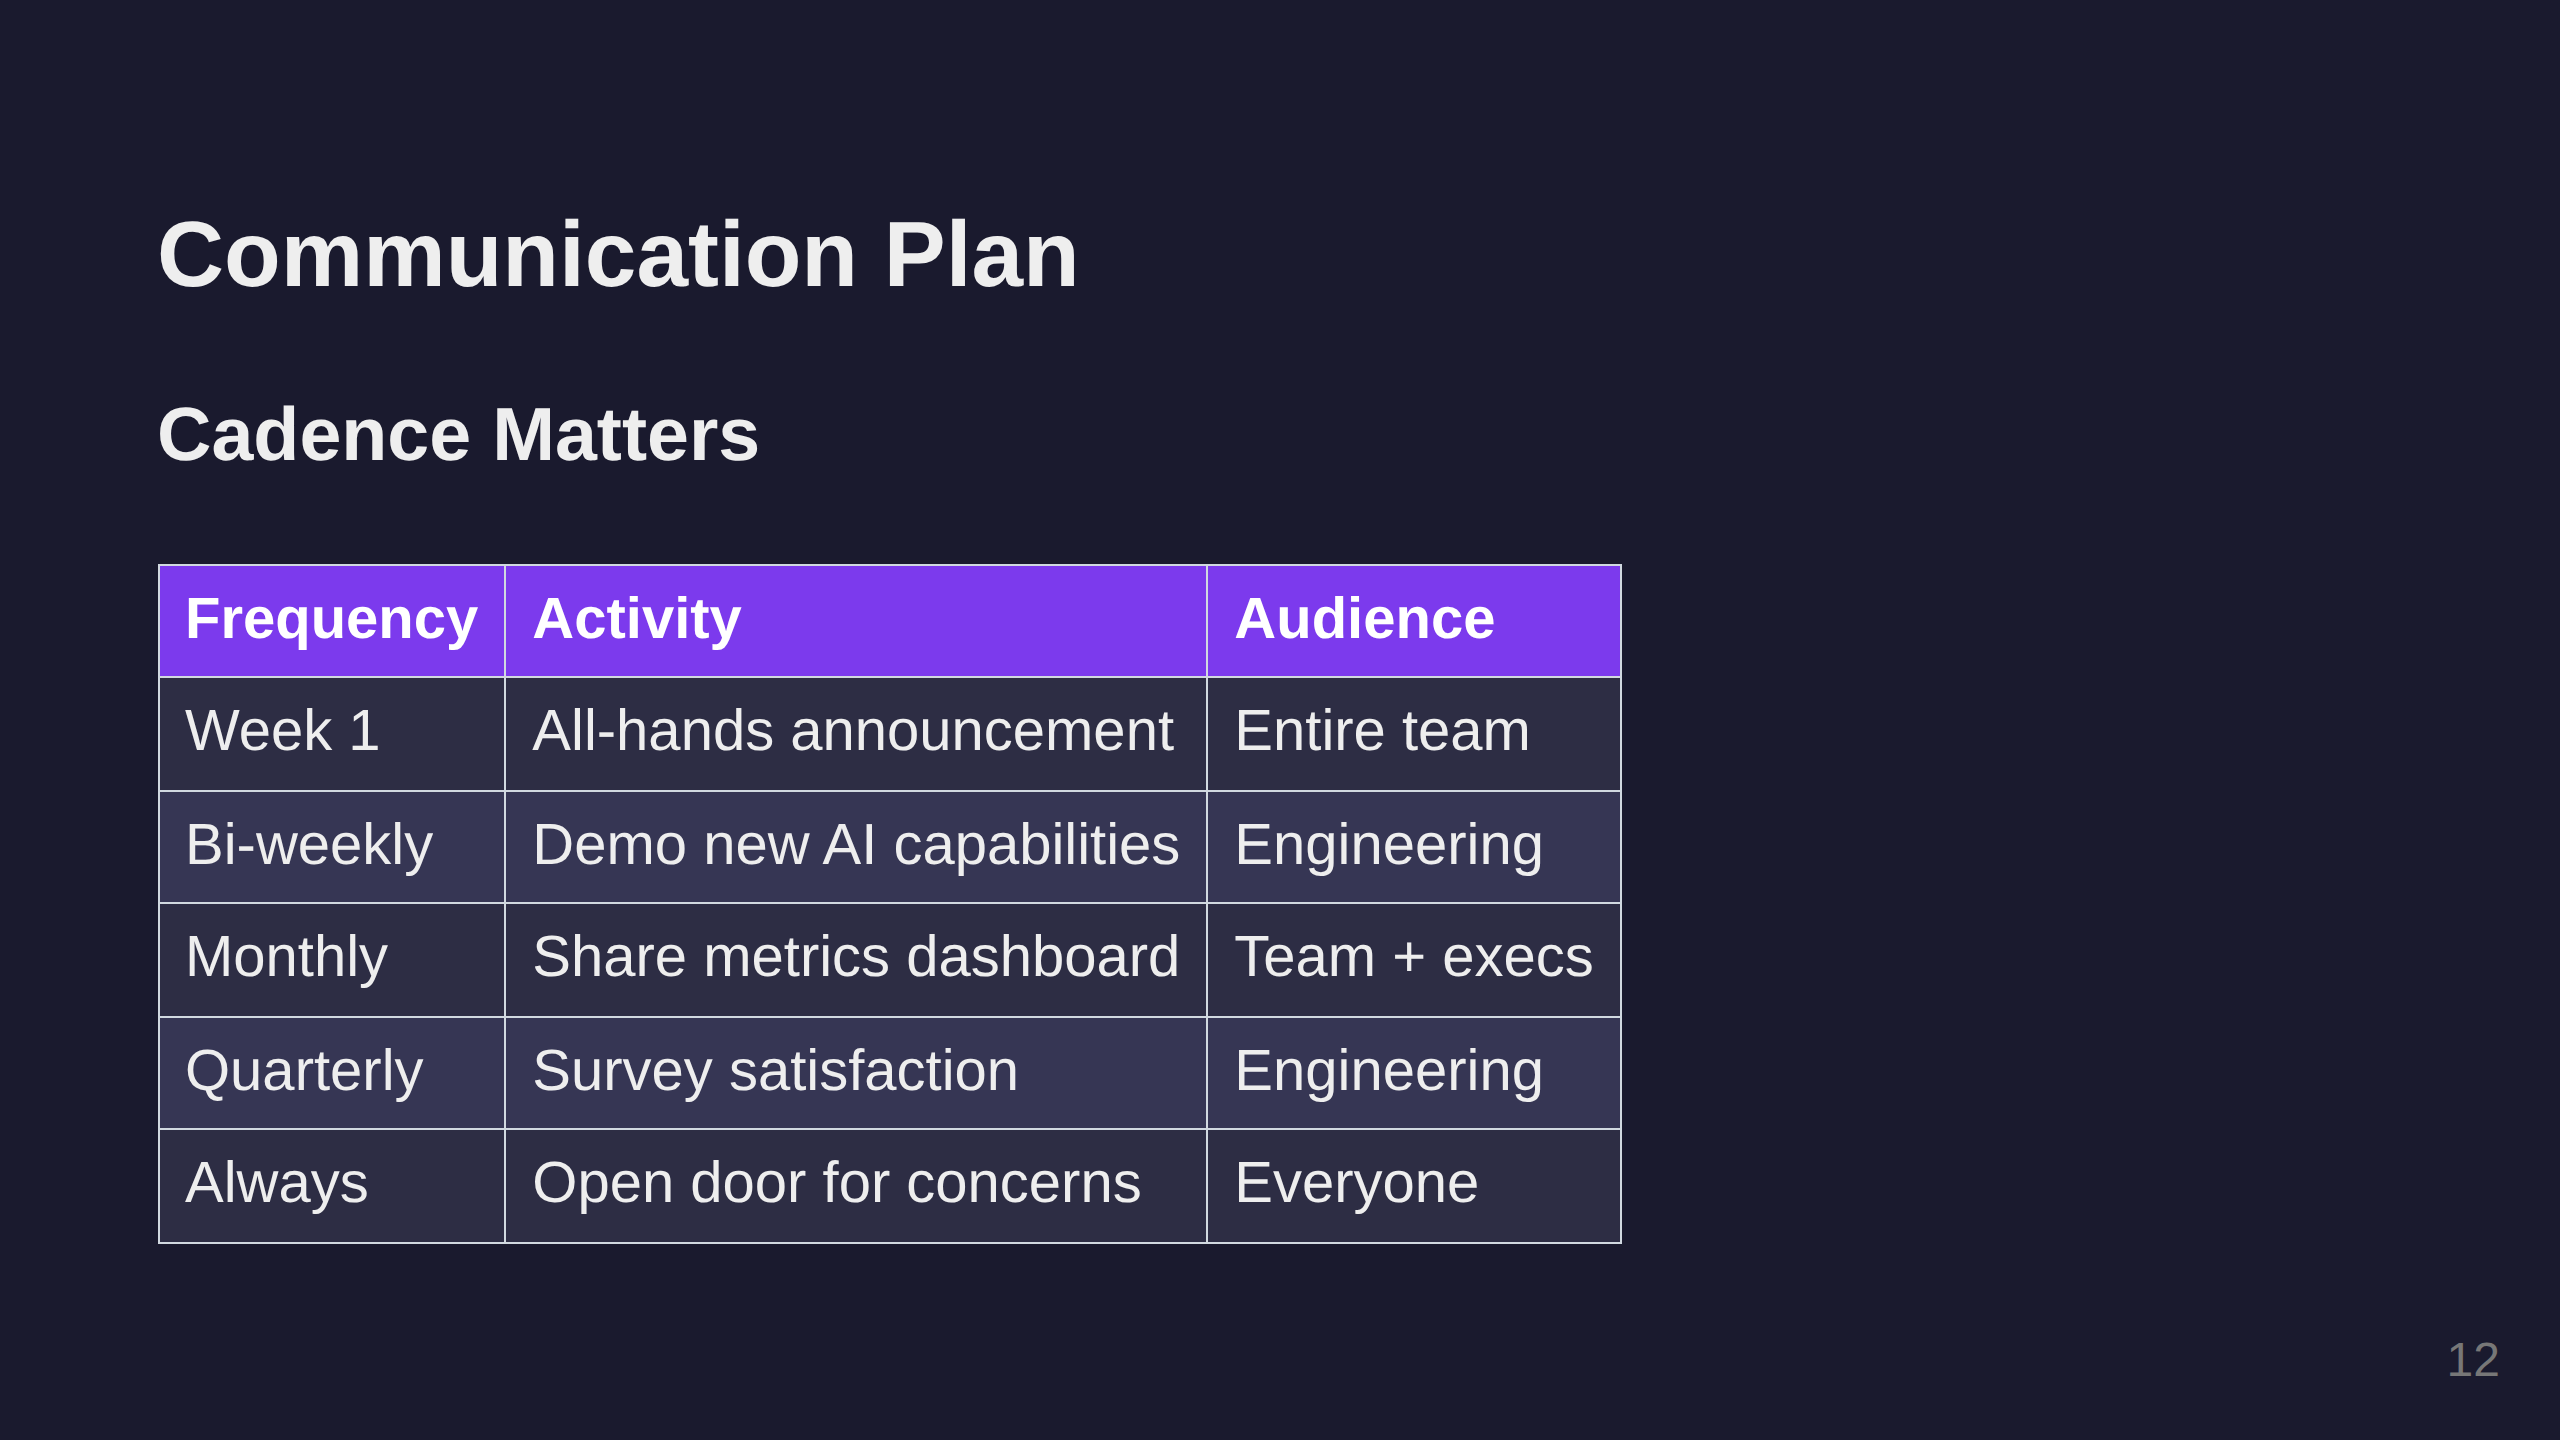 Communication Plan
Cadence Matters
Frequency Activity Audience
Week 1 All-hands announcement Entire team
Bi-weekly Demo new AI capabilities Engineering
Monthly Share metrics dashboard Team + execs
Quarterly Survey satisfaction Engineering
Always Open door for concerns Everyone
12